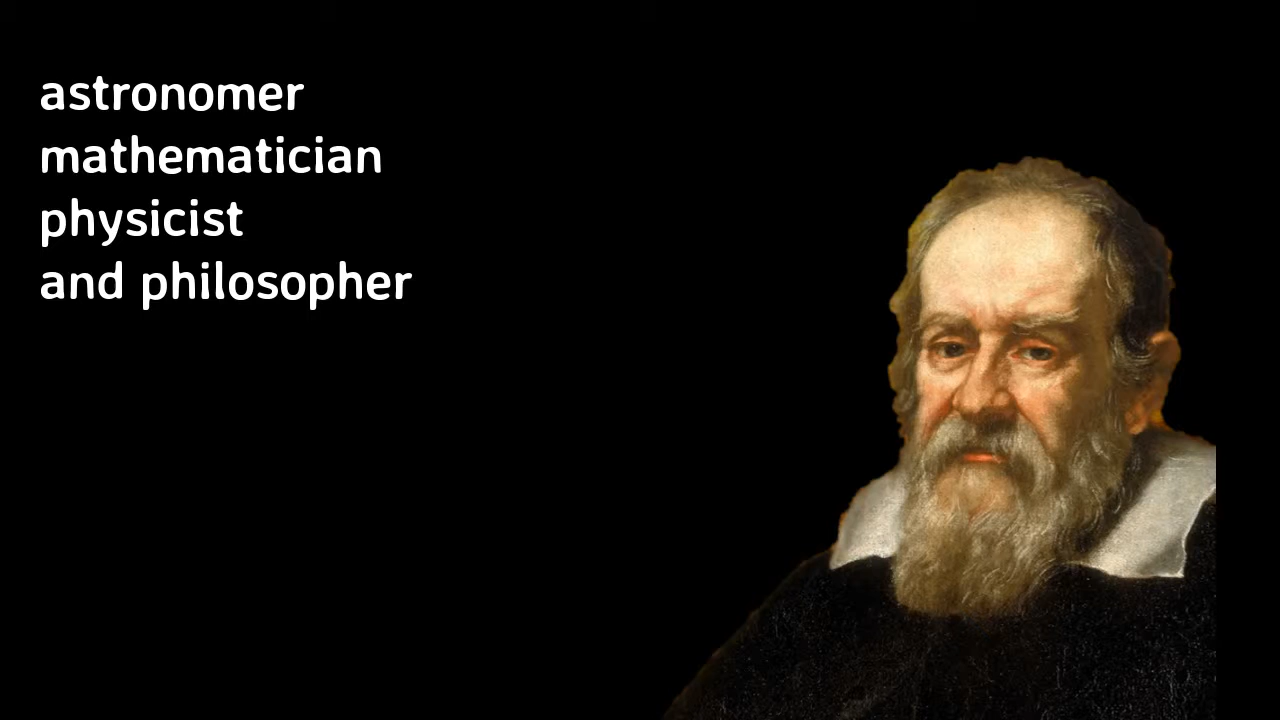 astronomer
mathematician
physicist
and philosopher